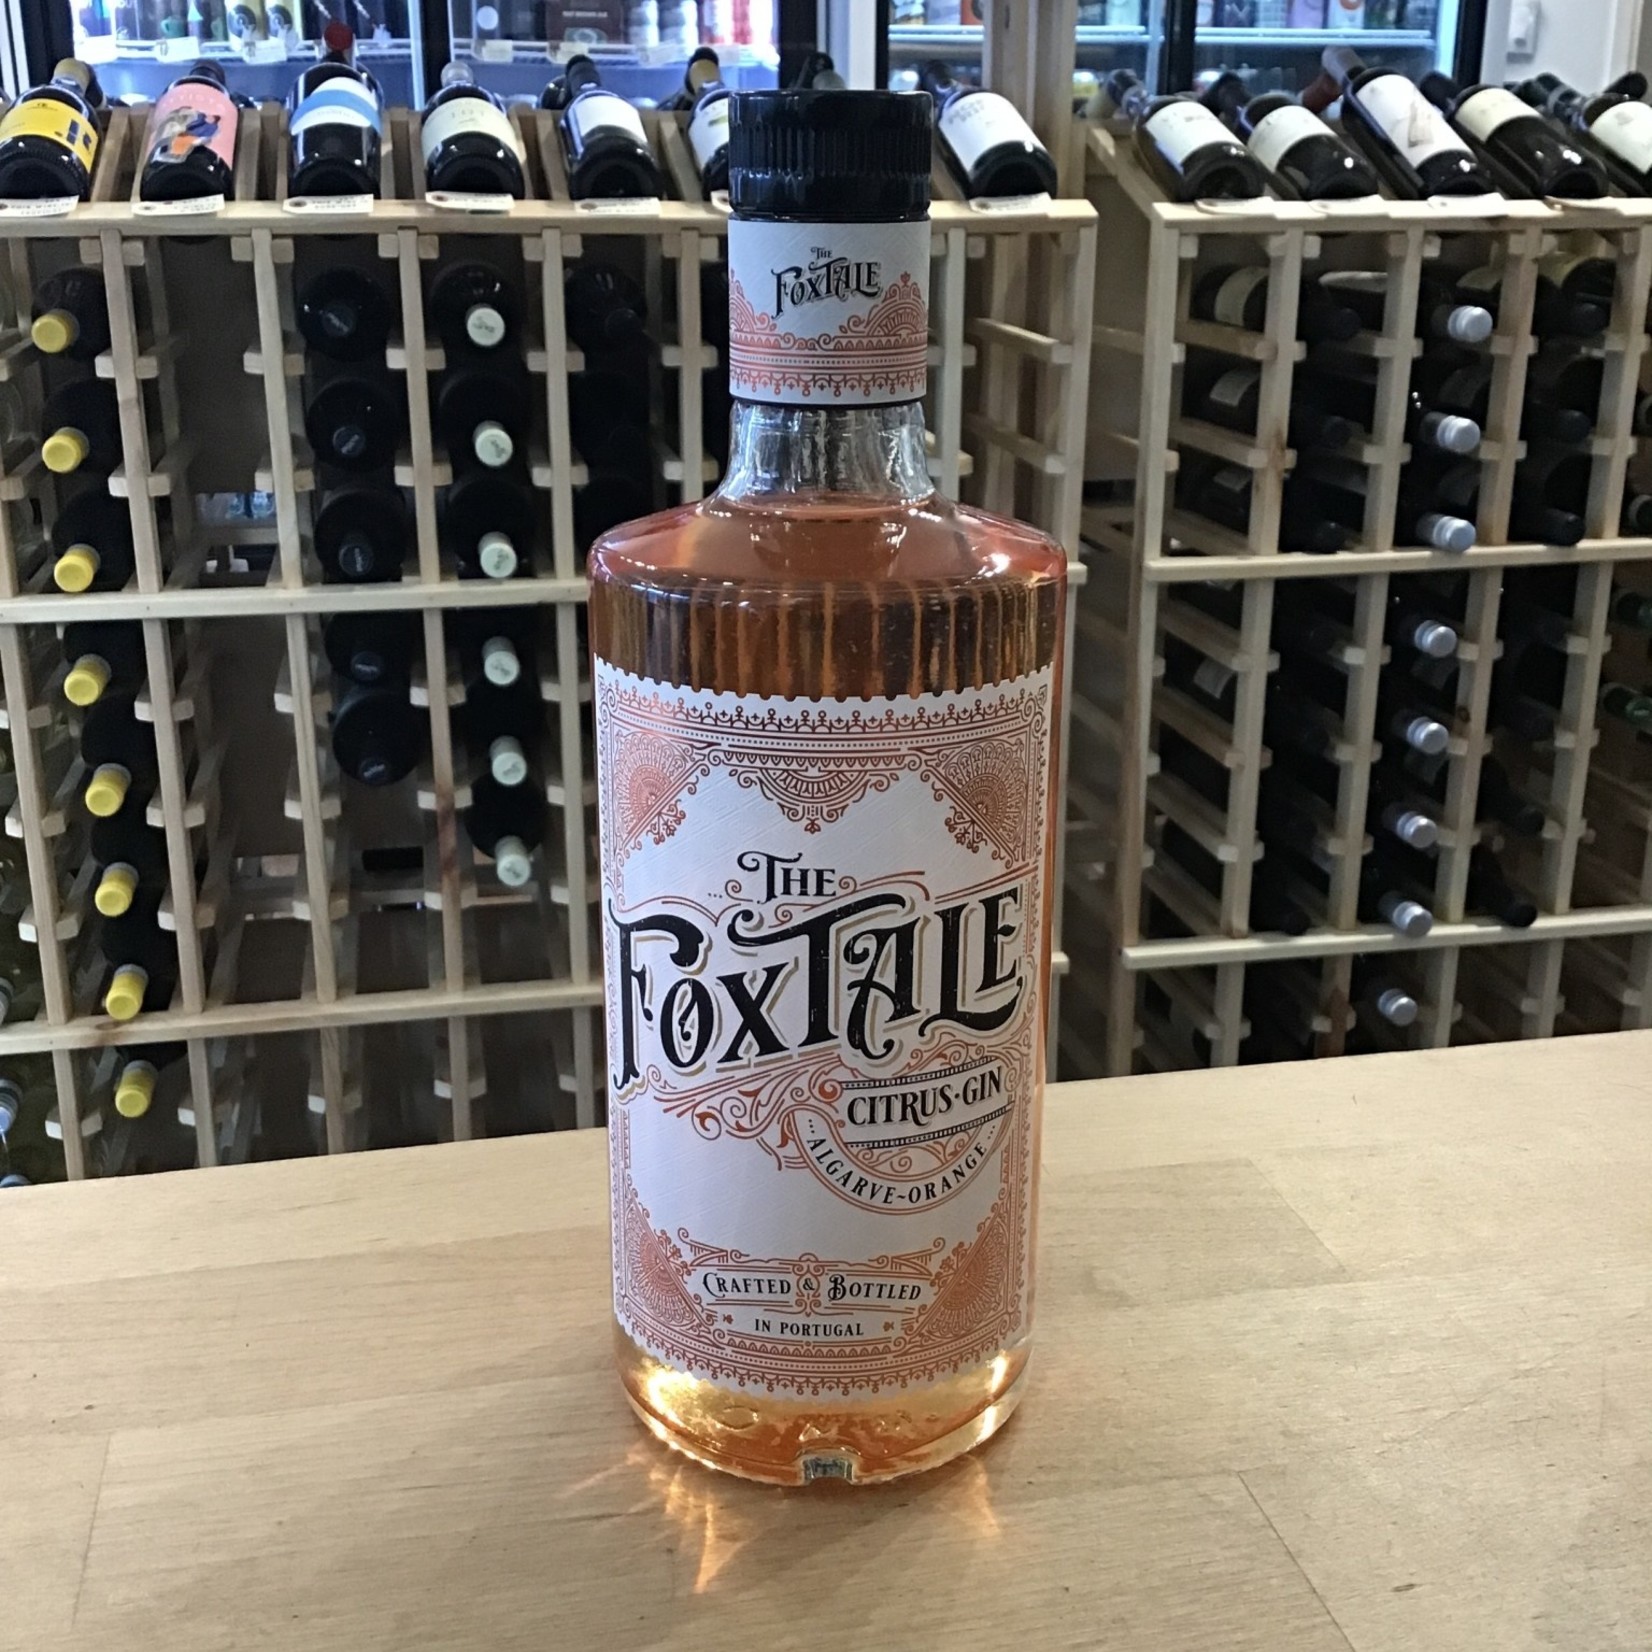 The
FoxTale
The
FoxTale
Citrus-Gin
Algarve-Orange
Crafted & Bottled
in Portugal